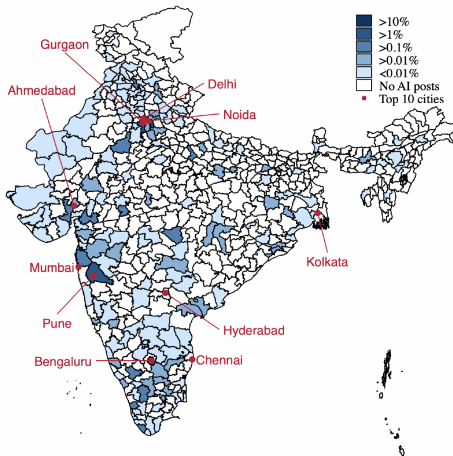 >10%
>1%
>0.1%
>0.01%
<0.01%
No AI posts
Top 10 cities
Gurgaon
Delhi
Ahmedabad
Noida
Kolkata
Mumbai
Pune
Hyderabad
Bengaluru
Chennai